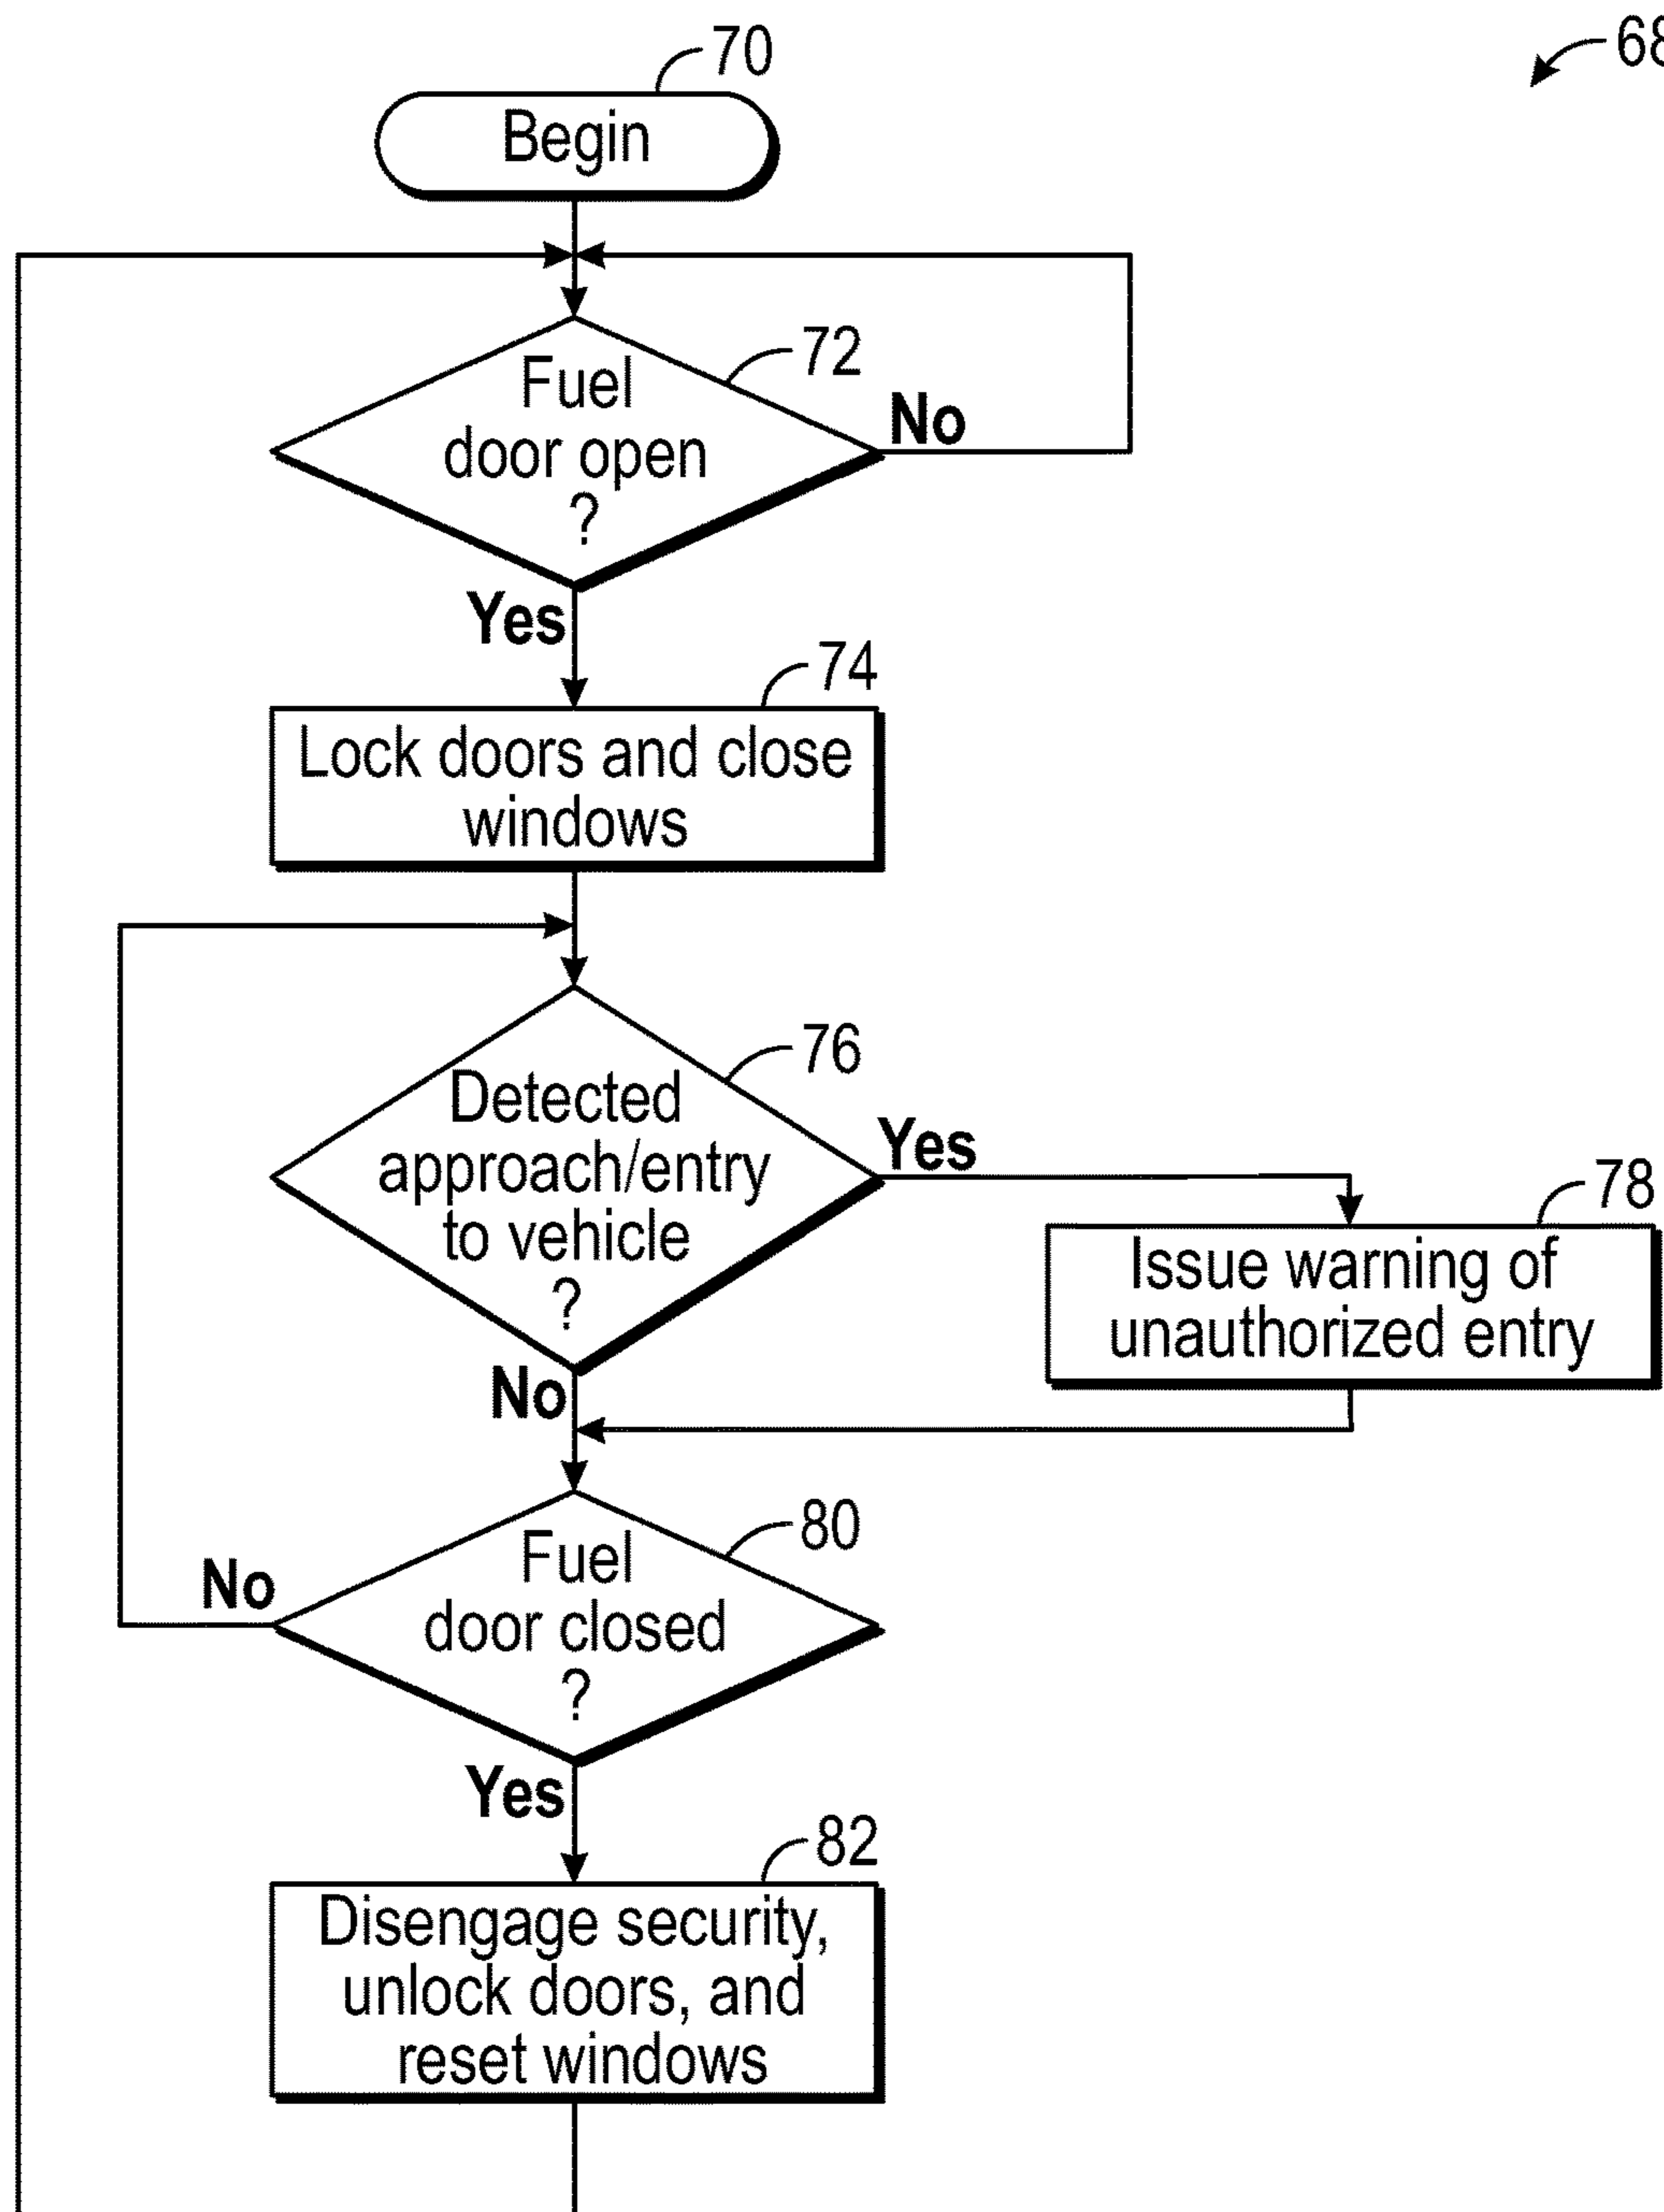 68
70
Begin
72
Fuel
door open
?
No
Yes
74
Lock doors and close
windows
76
Detected
approach/entry
to vehicle
?
Yes
78
Issue warning of
unauthorized entry
No
80
Fuel
door closed
?
No
Yes
82
Disengage security,
unlock doors, and
reset windows